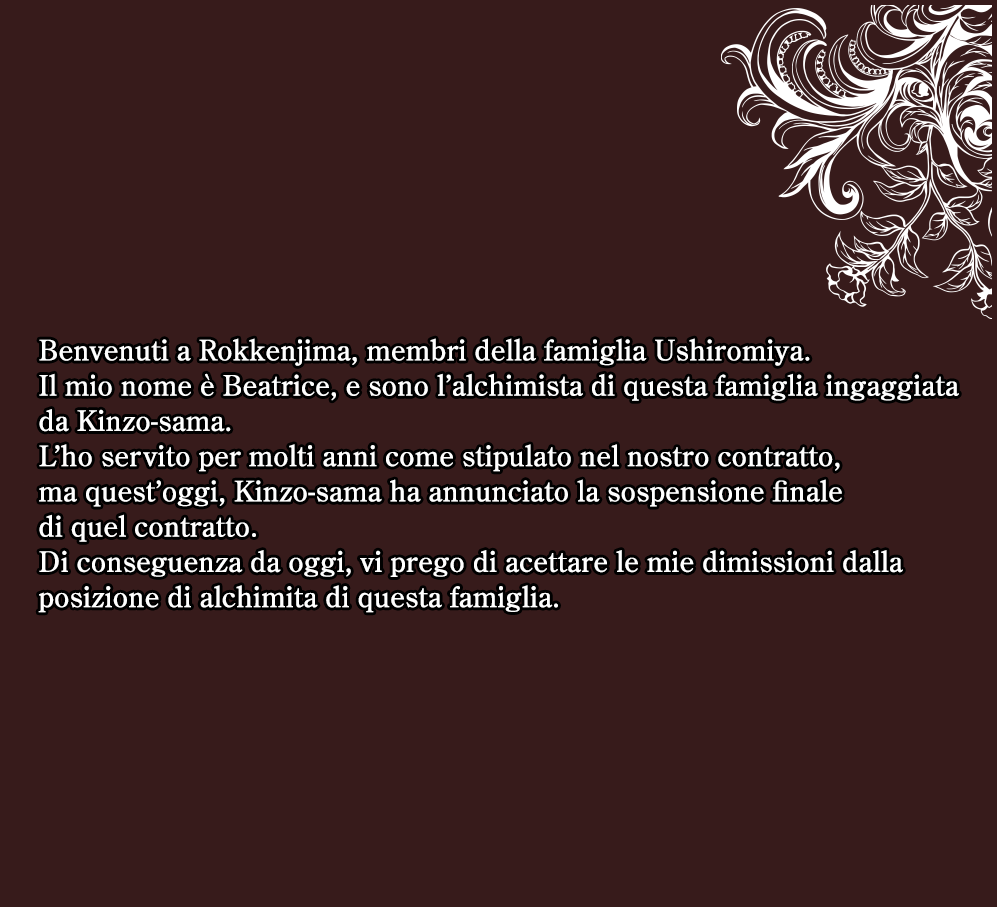 Benvenuti a Rokkenjima, membri della famiglia Ushiromiya.
Il mio nome è Beatrice, e sono l’alchimista di questa famiglia ingaggiata
da Kinzo-sama.
L’ho servito per molti anni come stipulato nel nostro contratto,
ma quest’oggi, Kinzo-sama ha annunciato la sospensione finale
di quel contratto.
Di conseguenza da oggi, vi prego di acettare le mie dimissioni dalla
posizione di alchimita di questa famiglia.